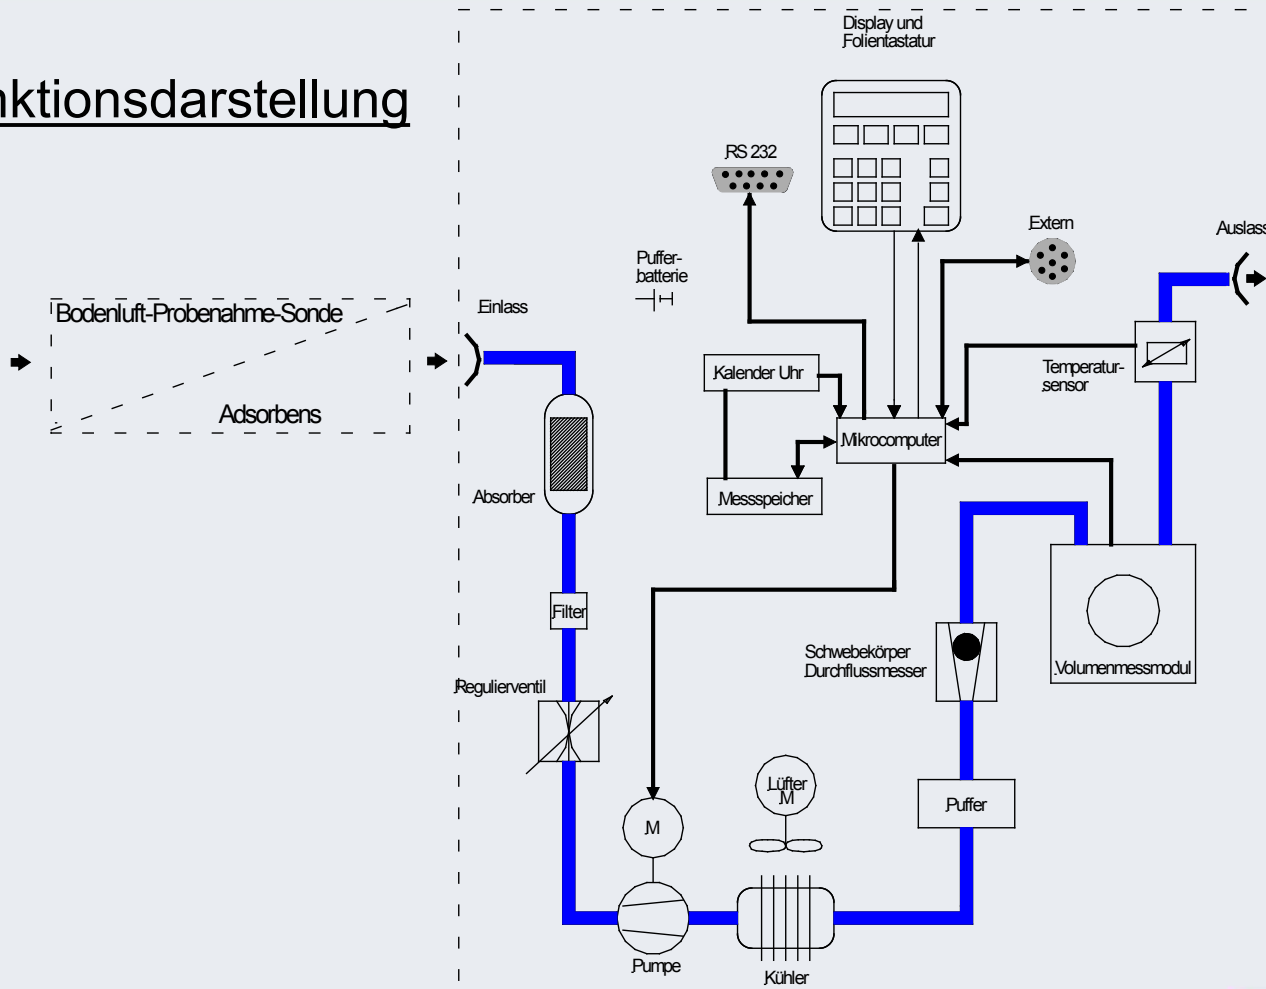 Display und
Folientastatur
nktionsdarstellung
RS 232
Extern
Auslass
Puffer-
batterie
Einlass
Bodenluft-Probenahme-Sonde
Adsorbens
Kalender Uhr
Temperatur-
sensor
Mikrocomputer
Absorber
Messspeicher
Filter
Schwebekörper
Durchflussmesser
Volumenmessmodul
Regulierventil
Lüfter
M
Puffer
M
Pumpe
Kühler